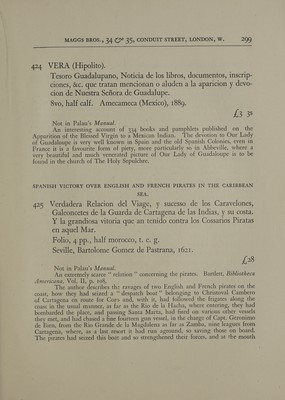 MAGGS BROS., 34 & 35, CONDUIT STREET, LONDON, W. 299
424 VERA (Hipolito).
Tesoro Guadalupano, Noticia de los libros, documentos, inscrip-
ciones, &c. que tratan mencionan o aluden a la aparicion y devo-
cion de Nuestra Señora de Guadalupe.
8vo, half calf. Amecameca (Mexico), 1889.
£3 3s
Not in Palau's Manual.
An interesting account of 334 books and pamphlets published on the
Apparition of the Blessed Virgin to a Mexican Indian. The devotion to Our Lady
of Guadaloupe is very well known in Spain and the old Spanish Colonies, even in
France it is a favourite form of piety, more particularly so in Abbeville, where a
very beautiful and much venerated picture of Our Lady of Guadaloupe is to be
found in the church of The Holy Sepulchre.
SPANISH VICTORY OVER ENGLISH AND FRENCH PIRATES IN THE CARIBBEAN
SEA.
425 Verdadera Relacion del Viage, y suceso de los Caravelones,
Galeoncetes de la Guarda de Cartagena de las Indias, y su costa.
Y la grandiosa vitoria que an tenido contra los Cosarios Piratas
en aquel Mar.
Folio, 4 pp., half morocco, t. e. g.
Seville, Bartolome Gomez de Pastrana, 1621.
£28
Not in Palau's Manual.
An extremely scarce "relation" concerning the pirates. Bartlett, Bibliotheca
Americana, Vol. II, p. 108.
The author describes the ravages of two English and French pirates on the
coast, how they had seized a "despatch boat" belonging to Christoval Cambero
of Cartagena en route for Coro and, with it, had followed the frigates along the
coast in the usual manner, as far as the Rio de la Hacha, where entering, they had
bombarded the place, and passing Santa Marta, had fired on various other vessels
they met, and had chased a fine fourteen gun vessel, in the charge of Capt. Geronimo
de Eson, from the Rio Grande de la Magdalena as far as Zamba, nine leagues from
Cartagena, where, as a last resort it had run aground, so saving those on board.
The pirates had seized this boat and so strengthened their forces, and at the mouth